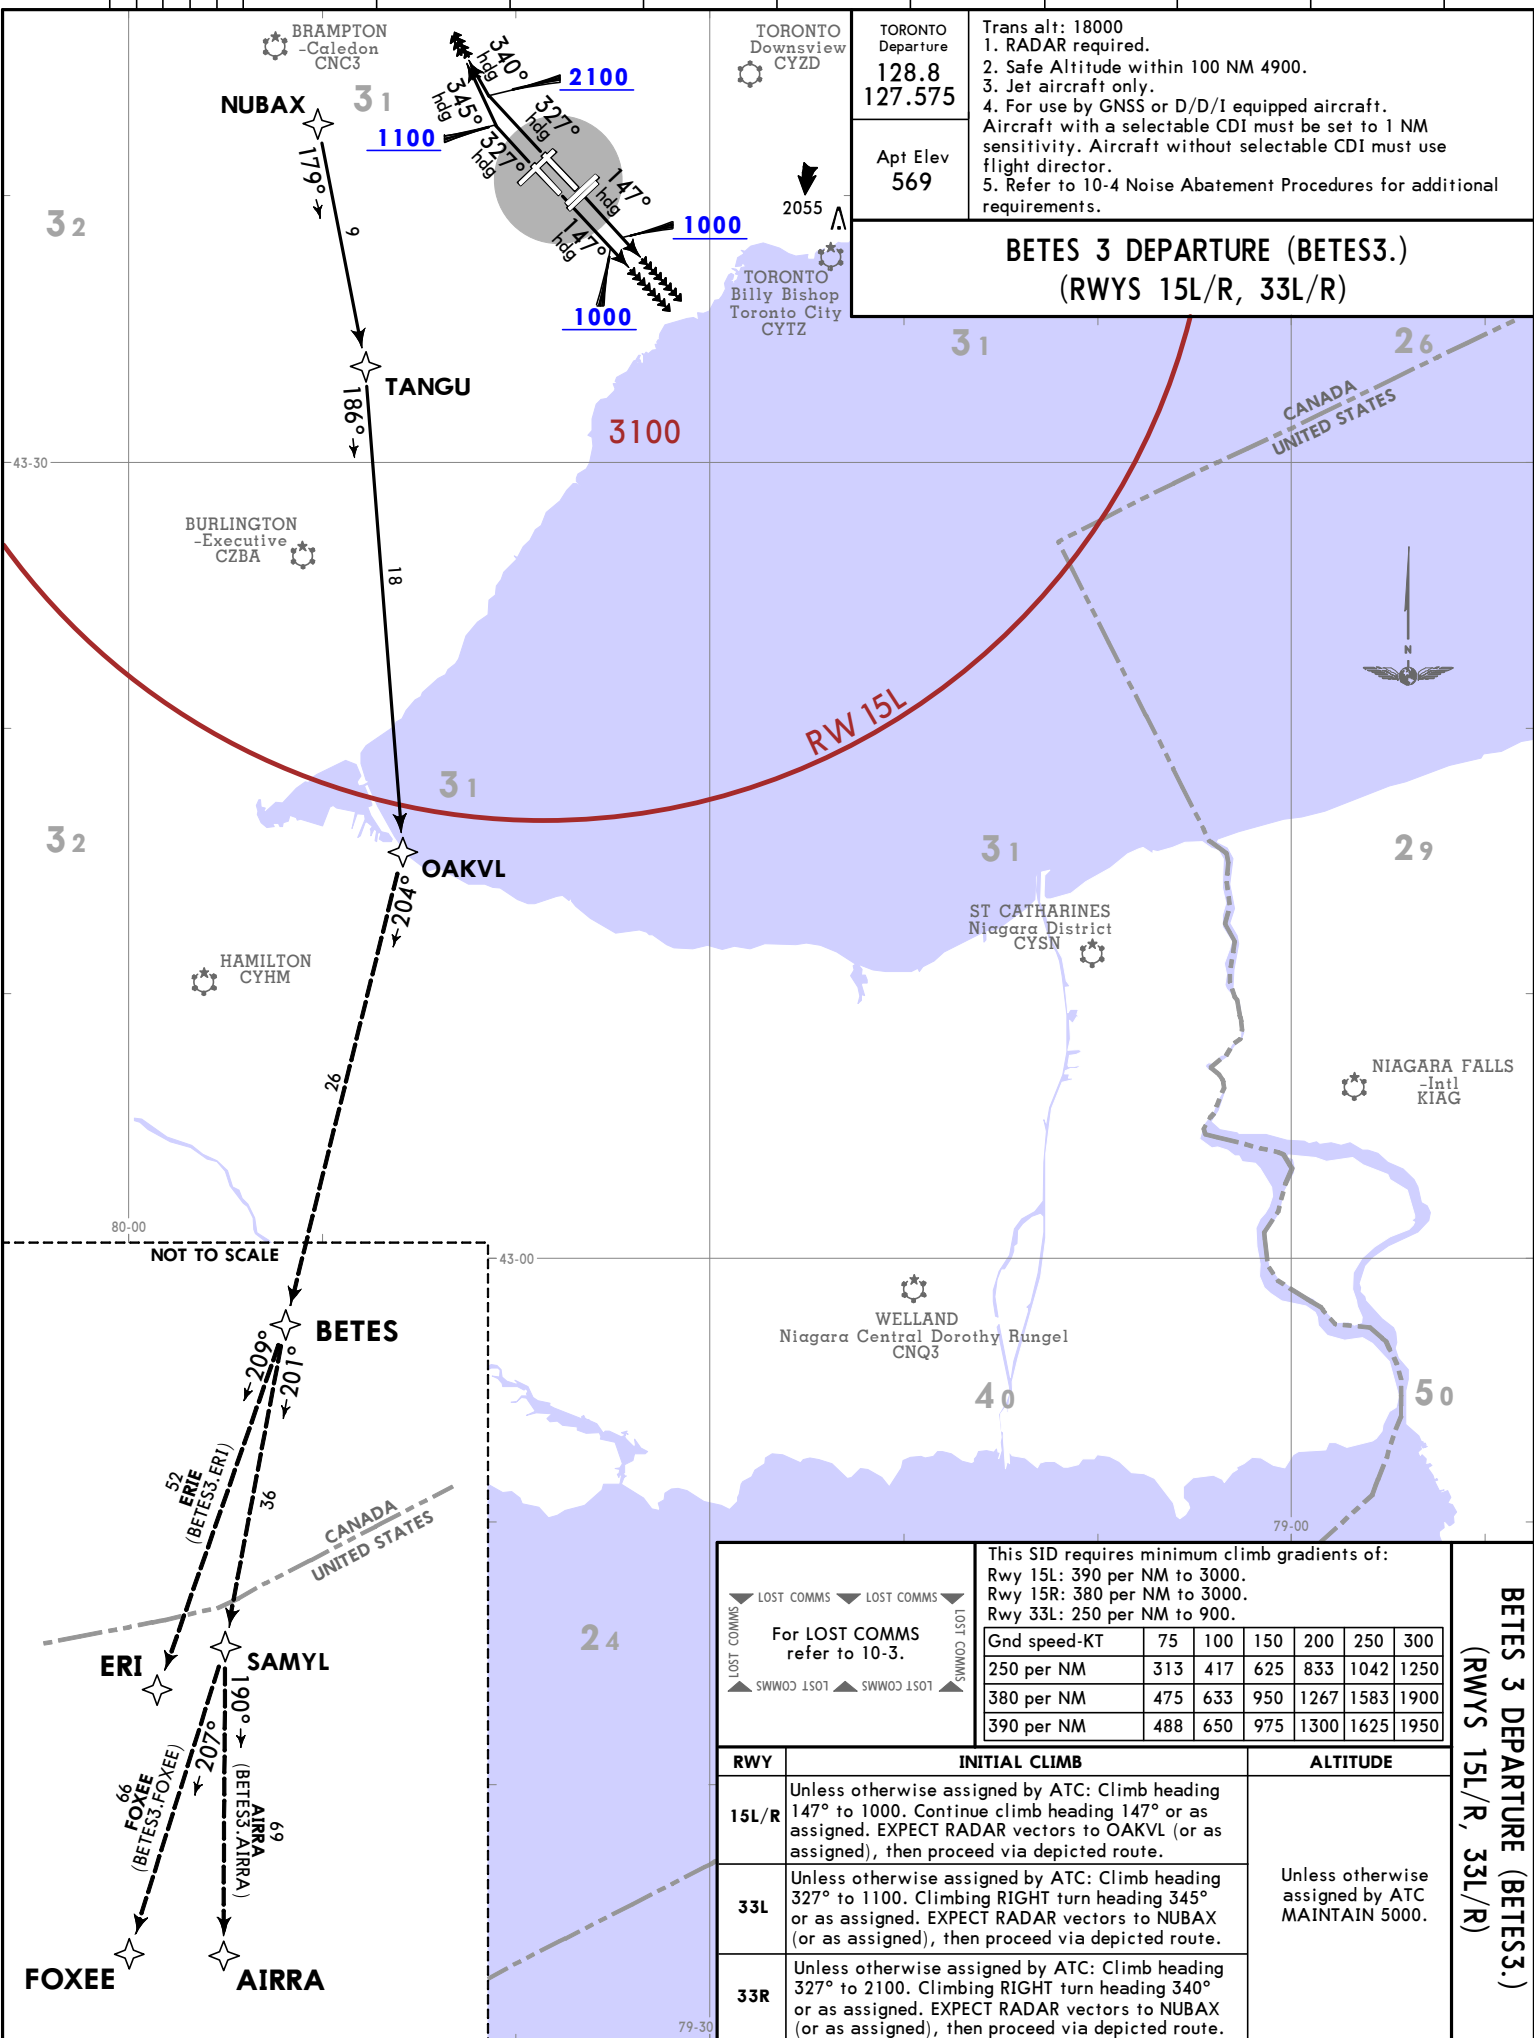 BRAMPTON
-Caledon
CNC3
TORONTO
Downsview
CYZD
TORONTO
Departure
128.8
127.575
Apt Elev
569
Trans alt: 18000
1. RADAR required.
2. Safe Altitude within 100 NM 4900.
3. Jet aircraft only.
4. For use by GNSS or D/D/I equipped aircraft.
Aircraft with a selectable CDI must be set to 1 NM
sensitivity. Aircraft without selectable CDI must use
flight director.
5. Refer to 10-4 Noise Abatement Procedures for additional
requirements.
BETES 3 DEPARTURE (BETES3.)
(RWYS 15L/R, 33L/R)
NUBAX
31
340°
hdg
2100
345°
hdg
327°
hdg
1100
327°
hdg
147°
hdg
1000
147°
hdg
1000
179°
9
32
2055
TORONTO
Billy Bishop
Toronto City
CYTZ
31
26
CANADA
UNITED STATES
TANGU
186°
3100
43-30
BURLINGTON
-Executive
CZBA
18
N
RW 15L
31
32
OAKVL
204°
31
29
ST CATHARINES
Niagara District
CYSN
HAMILTON
CYHM
26
NIAGARA FALLS
-Intl
KIAG
80-00
NOT TO SCALE
43-00
BETES
209°
201°
WELLAND
Niagara Central Dorothy Rungel
CNQ3
40
50
52
ERIE
(BETES3.ERI)
36
CANADA
UNITED STATES
79-00
ERI
SAMYL
24
190°
207°
66
FOXEE
(BETES3.FOXEE)
69
AIRRA
(BETES3.AIRRA)
FOXEE
AIRRA
79-30
LOST COMMS LOST COMMS
LOST COMMS
For LOST COMMS
refer to 10-3.
LOST COMMS
LOST COMMS LOST COMMS
This SID requires minimum climb gradients of:
Rwy 15L: 390 per NM to 3000.
Rwy 15R: 380 per NM to 3000.
Rwy 33L: 250 per NM to 900.
Gnd speed-KT 75 100 150 200 250 300
250 per NM 313 417 625 833 1042 1250
380 per NM 475 633 950 1267 1583 1900
390 per NM 488 650 975 1300 1625 1950
RWY INITIAL CLIMB ALTITUDE
15L/R
Unless otherwise assigned by ATC: Climb heading
147° to 1000. Continue climb heading 147° or as
assigned. EXPECT RADAR vectors to OAKVL (or as
assigned), then proceed via depicted route.
33L
Unless otherwise assigned by ATC: Climb heading
327° to 1100. Climbing RIGHT turn heading 345°
or as assigned. EXPECT RADAR vectors to NUBAX
(or as assigned), then proceed via depicted route.
33R
Unless otherwise assigned by ATC: Climb heading
327° to 2100. Climbing RIGHT turn heading 340°
or as assigned. EXPECT RADAR vectors to NUBAX
(or as assigned), then proceed via depicted route.
Unless otherwise
assigned by ATC
MAINTAIN 5000.
BETES 3 DEPARTURE (BETES3.)
(RWYS 15L/R, 33L/R)